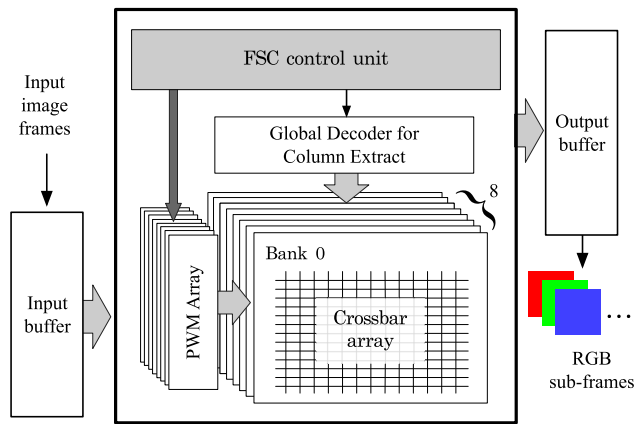 Input
image
frames
Input
buffer
FSC control unit
Global Decoder for
Column Extract
8
PWM Array
Bank 0
Crossbar
array
Output
buffer
...
RGB
sub-frames